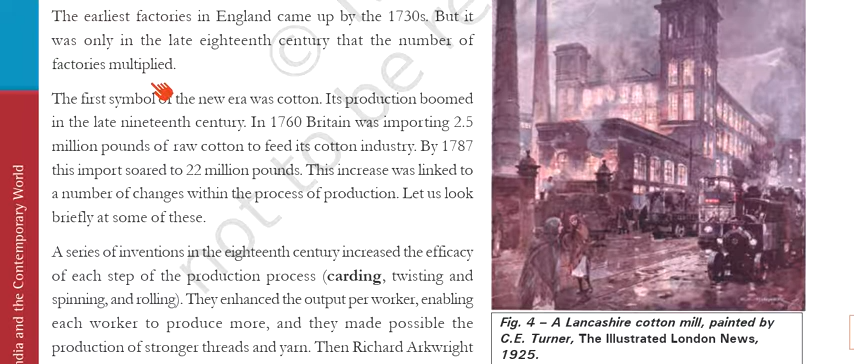 The earliest factories in England came up by the 1730s. But it
was only in the late eighteenth century that the number of
factories multiplied.
The first symbol of the new era was cotton. Its production boomed
in the late nineteenth century. In 1760 Britain was importing 2.5
million pounds of raw cotton to feed its cotton industry. By 1787
this import soared to 22 million pounds. This increase was linked to
a number of changes within the process of production. Let us look
briefly at some of these.
A series of inventions in the eighteenth century increased the efficacy
of each step of the production process (carding, twisting and
spinning, and rolling). They enhanced the output per worker, enabling
each worker to produce more, and they made possible the
production of stronger threads and yarn. Then Richard Arkwright
Fig. 4 – A Lancashire cotton mill, painted by
C.E. Turner, The Illustrated London News,
1925.
and the Contemporary World
©
not to be re